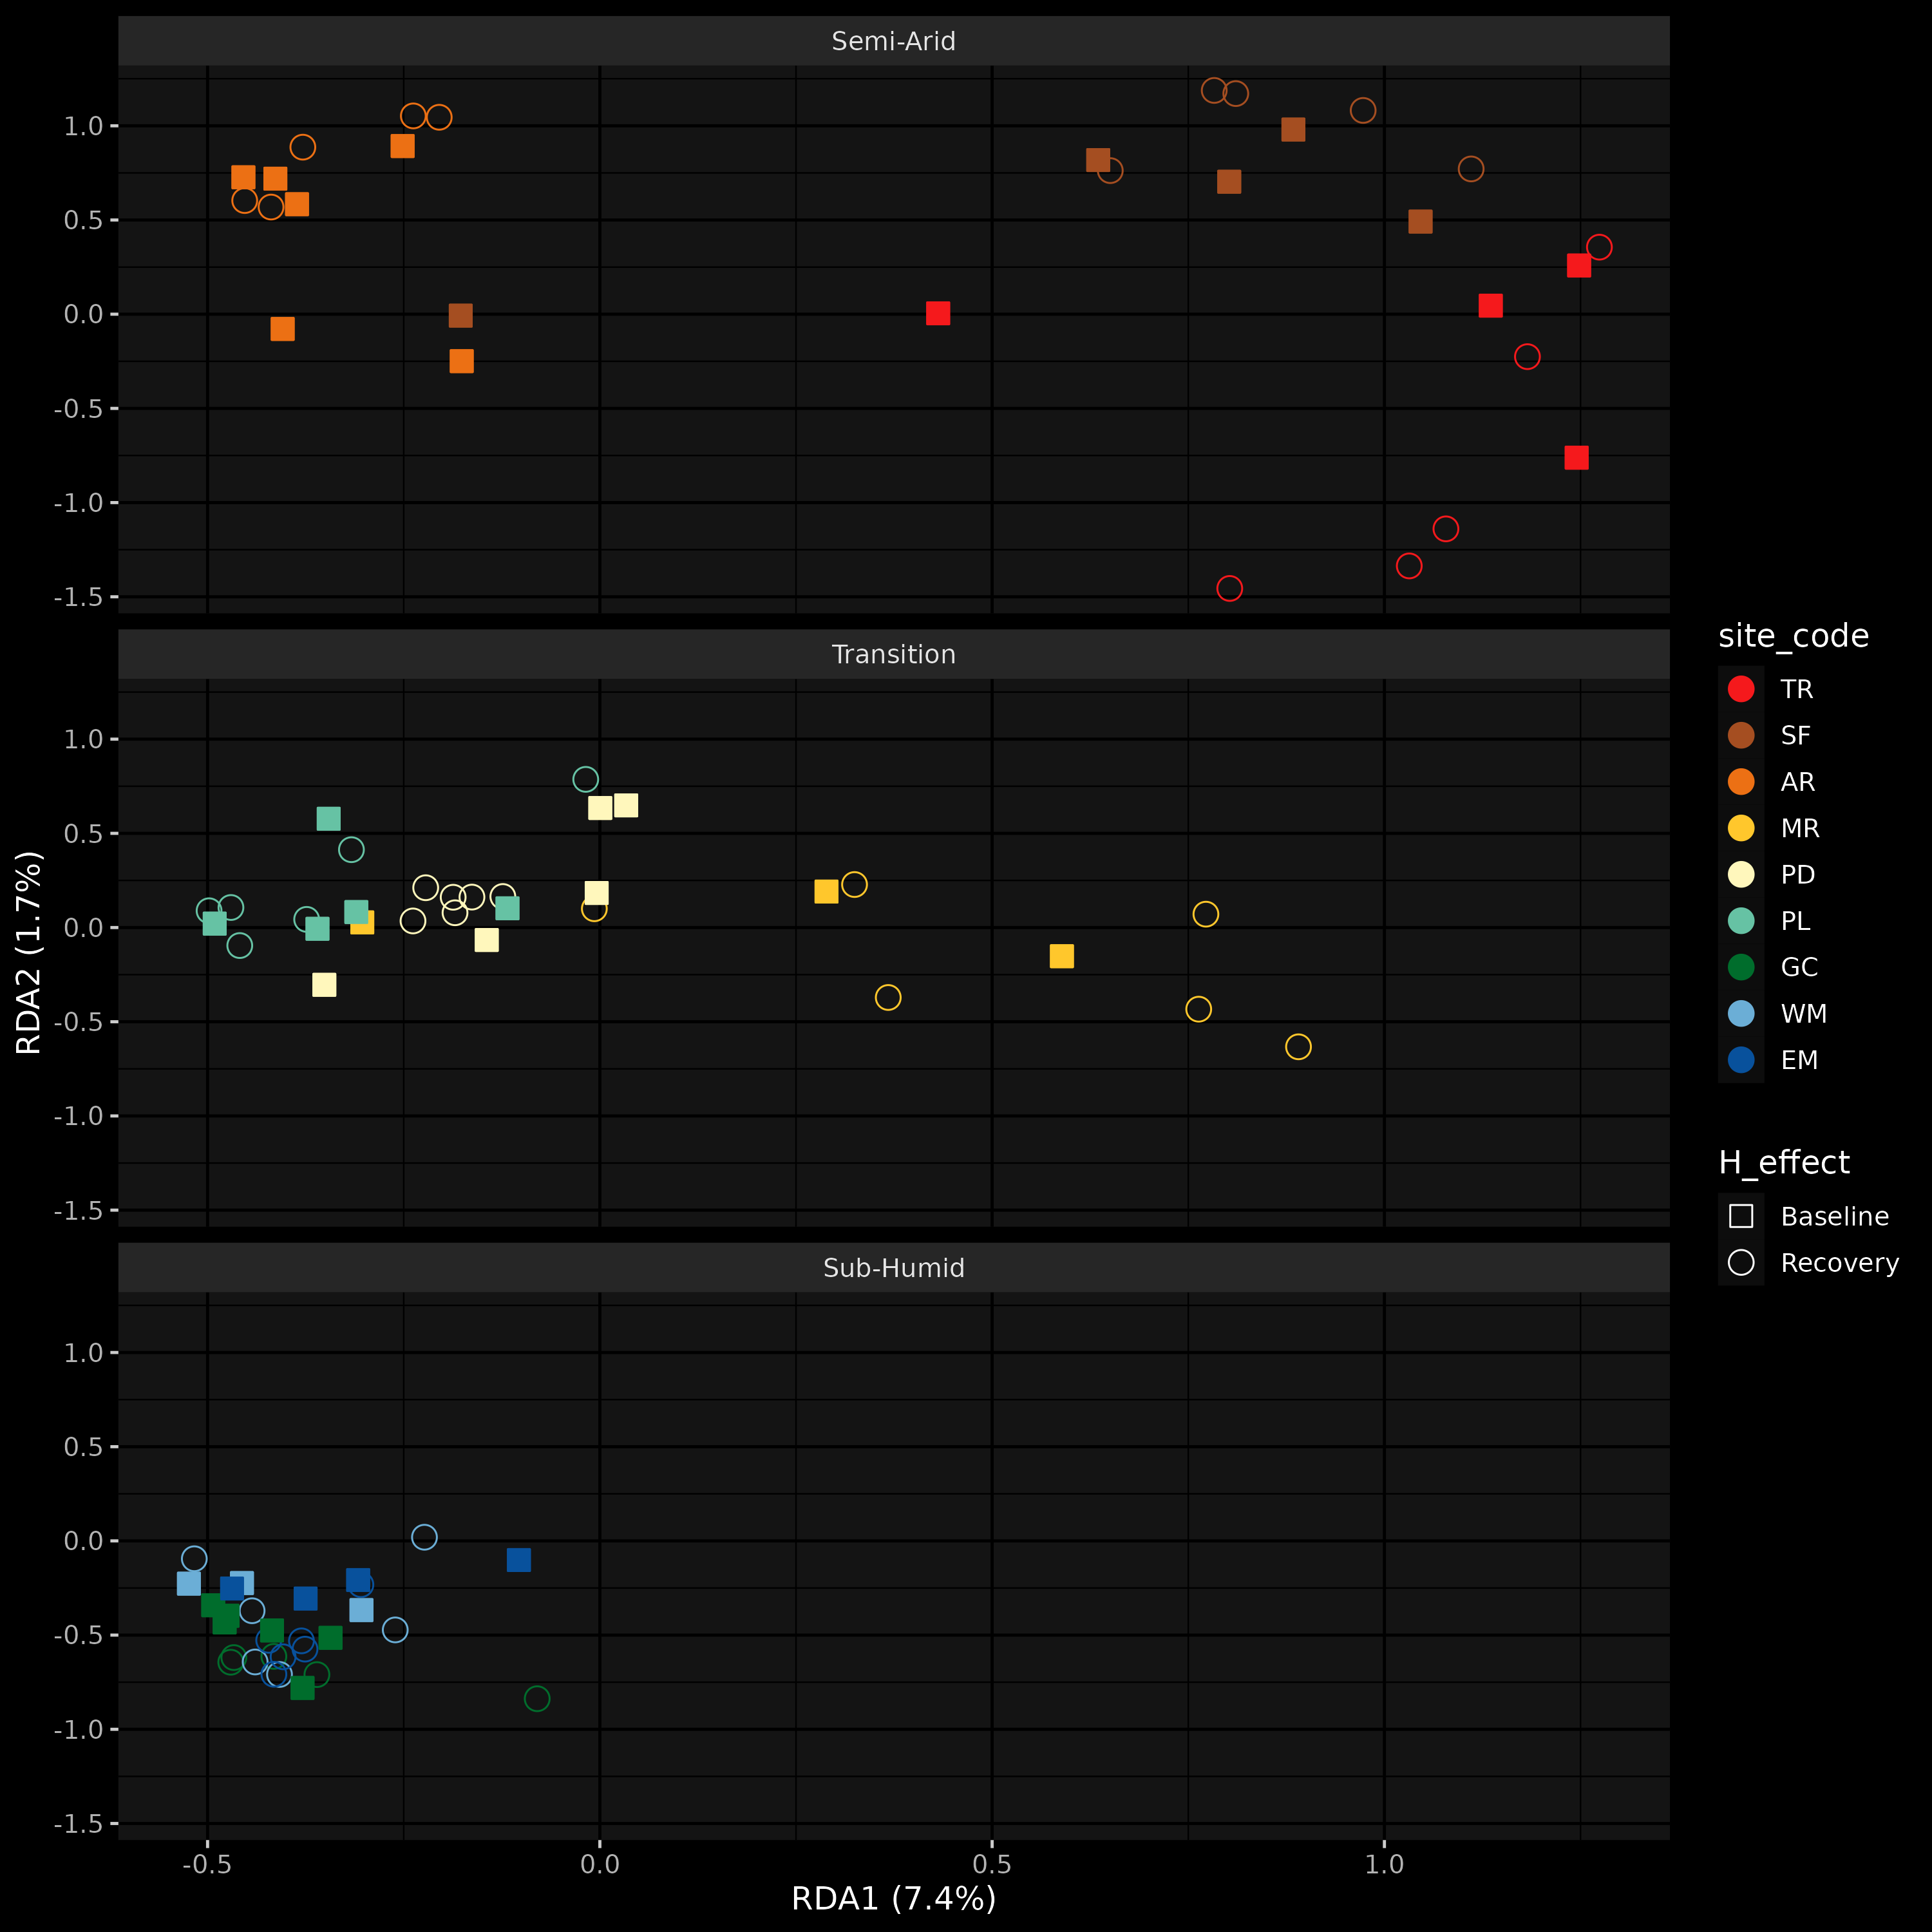 Semi-Arid
1.0
0.5
0.0
-0.5
-1.0
-1.5
Transition
1.0
0.5
0.0
-0.5
-1.0
-1.5
Sub-Humid
1.0
0.5
0.0
-0.5
-1.0
-1.5
-0.5
0.0
0.5
1.0
RDA1 (7.4%)
RDA2 (1.7%)
site_code
TR
SF
AR
MR
PD
PL
GC
WM
EM
H_effect
Baseline
Recovery